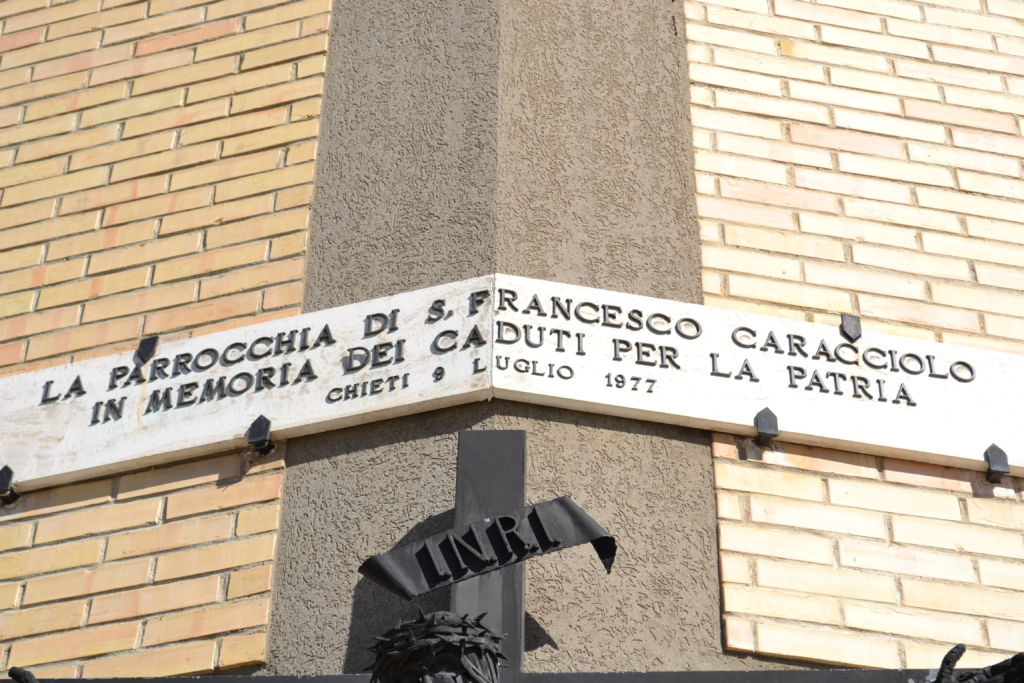 LA PARROCCHIA DI S. FRANCESCO CARACCIOLO
IN MEMORIA DEI CADUTI PER LA PATRIA
CHIETI 9 LUGLIO 1977
INRI